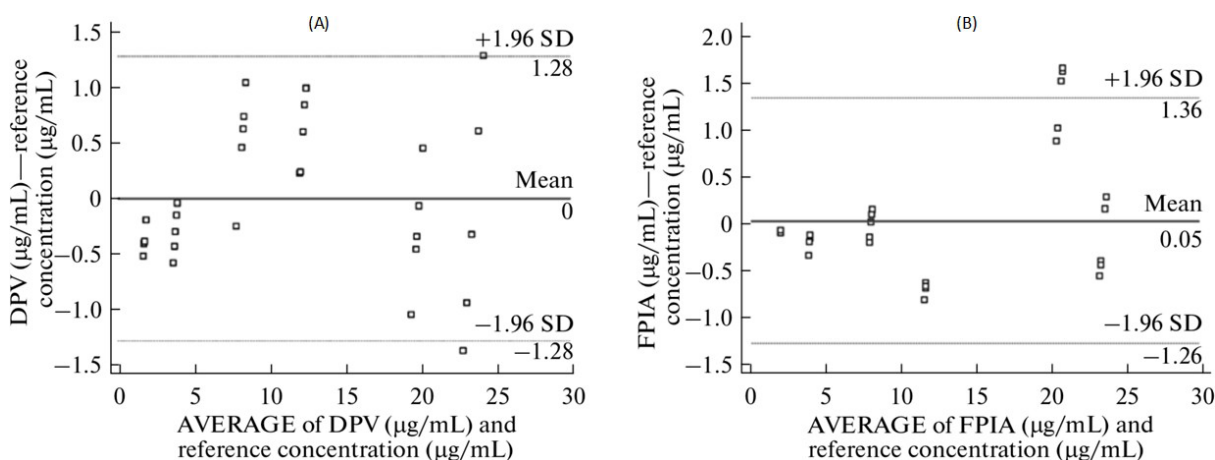 (A)
DPV (μg/mL)—reference
concentration (μg/mL)
1.5
1.0
0.5
0
−0.5
−1.0
−1.5
+1.96 SD
1.28
Mean
0
−1.96 SD
−1.28
0 5 10 15 20 25 30
AVERAGE of DPV (μg/mL) and
reference concentration (μg/mL)
(B)
FPIA (μg/mL)—reference
concentration (μg/mL)
2.0
1.5
1.0
0.5
0
−0.5
−1.0
−1.5
+1.96 SD
1.36
Mean
0.05
−1.96 SD
−1.26
0 5 10 15 20 25 30
AVERAGE of FPIA (μg/mL) and
reference concentration (μg/mL)